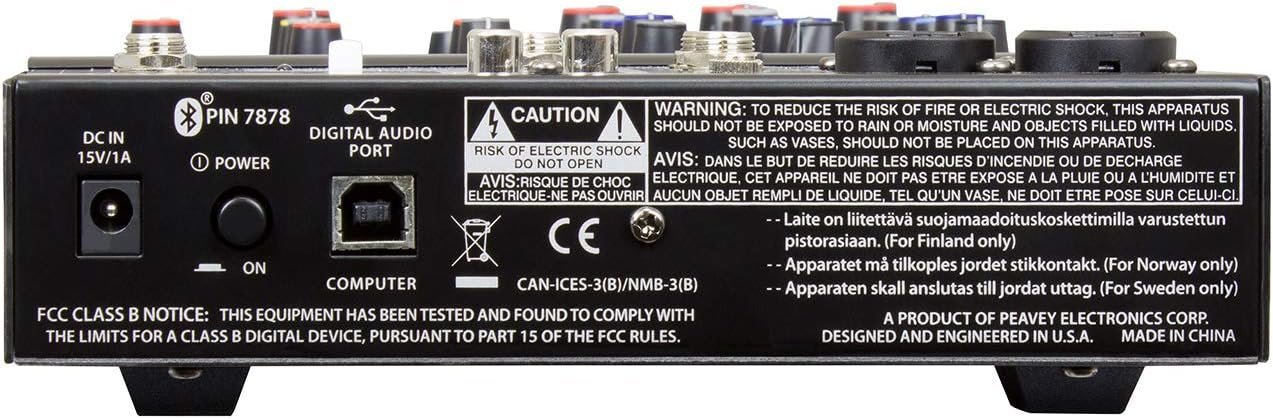 ® PIN 7878
DC IN
15V/1A
POWER
ON
DIGITAL AUDIO
PORT
COMPUTER
CAUTION
RISK OF ELECTRIC SHOCK
DO NOT OPEN
AVIS:RISQUE DE CHOC
ELECTRIQUE-NE PAS OUVRIR
WARNING: TO REDUCE THE RISK OF FIRE OR ELECTRIC SHOCK, THIS APPARATUS
SHOULD NOT BE EXPOSED TO RAIN OR MOISTURE AND OBJECTS FILLED WITH LIQUIDS,
SUCH AS VASES, SHOULD NOT BE PLACED ON THIS APPARATUS.
AVIS: DANS LE BUT DE REDUIRE LES RISQUES D'INCENDIE OU DE DECHARGE
ELECTRIQUE, CET APPAREIL NE DOIT PAS ETRE EXPOSE A LA PLUIE OU A L'HUMIDITE ET
AUCUN OBJET REMPLI DE LIQUIDE, TEL QU'UN VASE, NE DOIT ETRE POSE SUR CELUI-CI.
CE
CAN-ICES-3(B)/NMB-3(B)
-- Laite on liitettävä suojamaadoituskoskettimilla varustettun
pistorasiaan. (For Finland only)
-- Apparatet må tilkoples jordet stikkontakt. (For Norway only)
-- Apparaten skall anslutas till jordat uttag. (For Sweden only)
FCC CLASS B NOTICE: THIS EQUIPMENT HAS BEEN TESTED AND FOUND TO COMPLY WITH
THE LIMITS FOR A CLASS B DIGITAL DEVICE, PURSUANT TO PART 15 OF THE FCC RULES.
A PRODUCT OF PEAVEY ELECTRONICS CORP.
DESIGNED AND ENGINEERED IN U.S.A. MADE IN CHINA